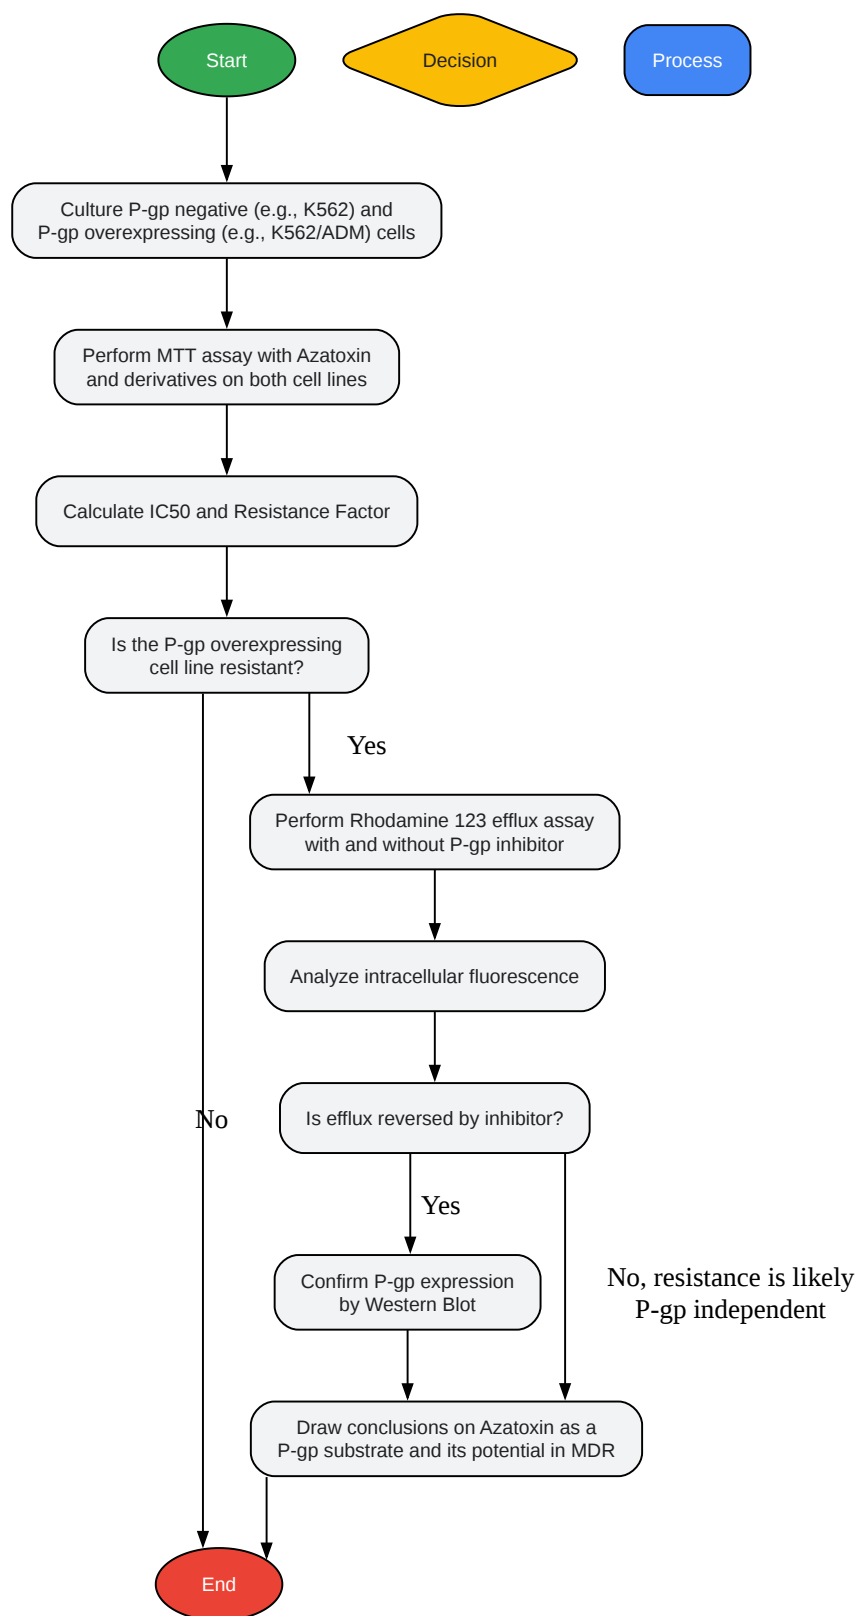 Start
Decision
Process
Culture P-gp negative (e.g., K562) and
P-gp overexpressing (e.g., K562/ADM) cells
Perform MTT assay with Azatoxin
and derivatives on both cell lines
Calculate IC50 and Resistance Factor
Is the P-gp overexpressing
cell line resistant?
Yes
Perform Rhodamine 123 efflux assay
with and without P-gp inhibitor
Analyze intracellular fluorescence
No
Is efflux reversed by inhibitor?
Yes
Confirm P-gp expression
by Western Blot
No, resistance is likely
P-gp independent
Draw conclusions on Azatoxin as a
P-gp substrate and its potential in MDR
End